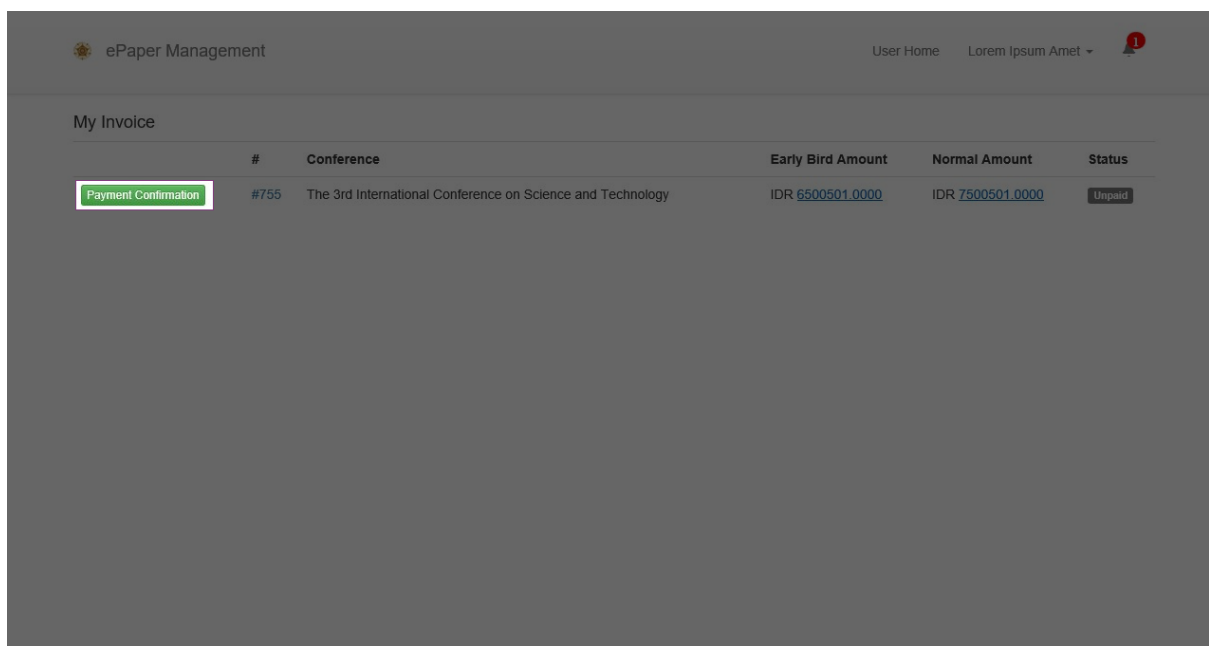 ePaper Management User Home Lorem Ipsum Amet 1
My Invoice
# Conference Early Bird Amount Normal Amount Status
Payment Confirmation #755 The 3rd International Conference on Science and Technology IDR 6500501.0000 IDR 7500501.0000 Unpaid